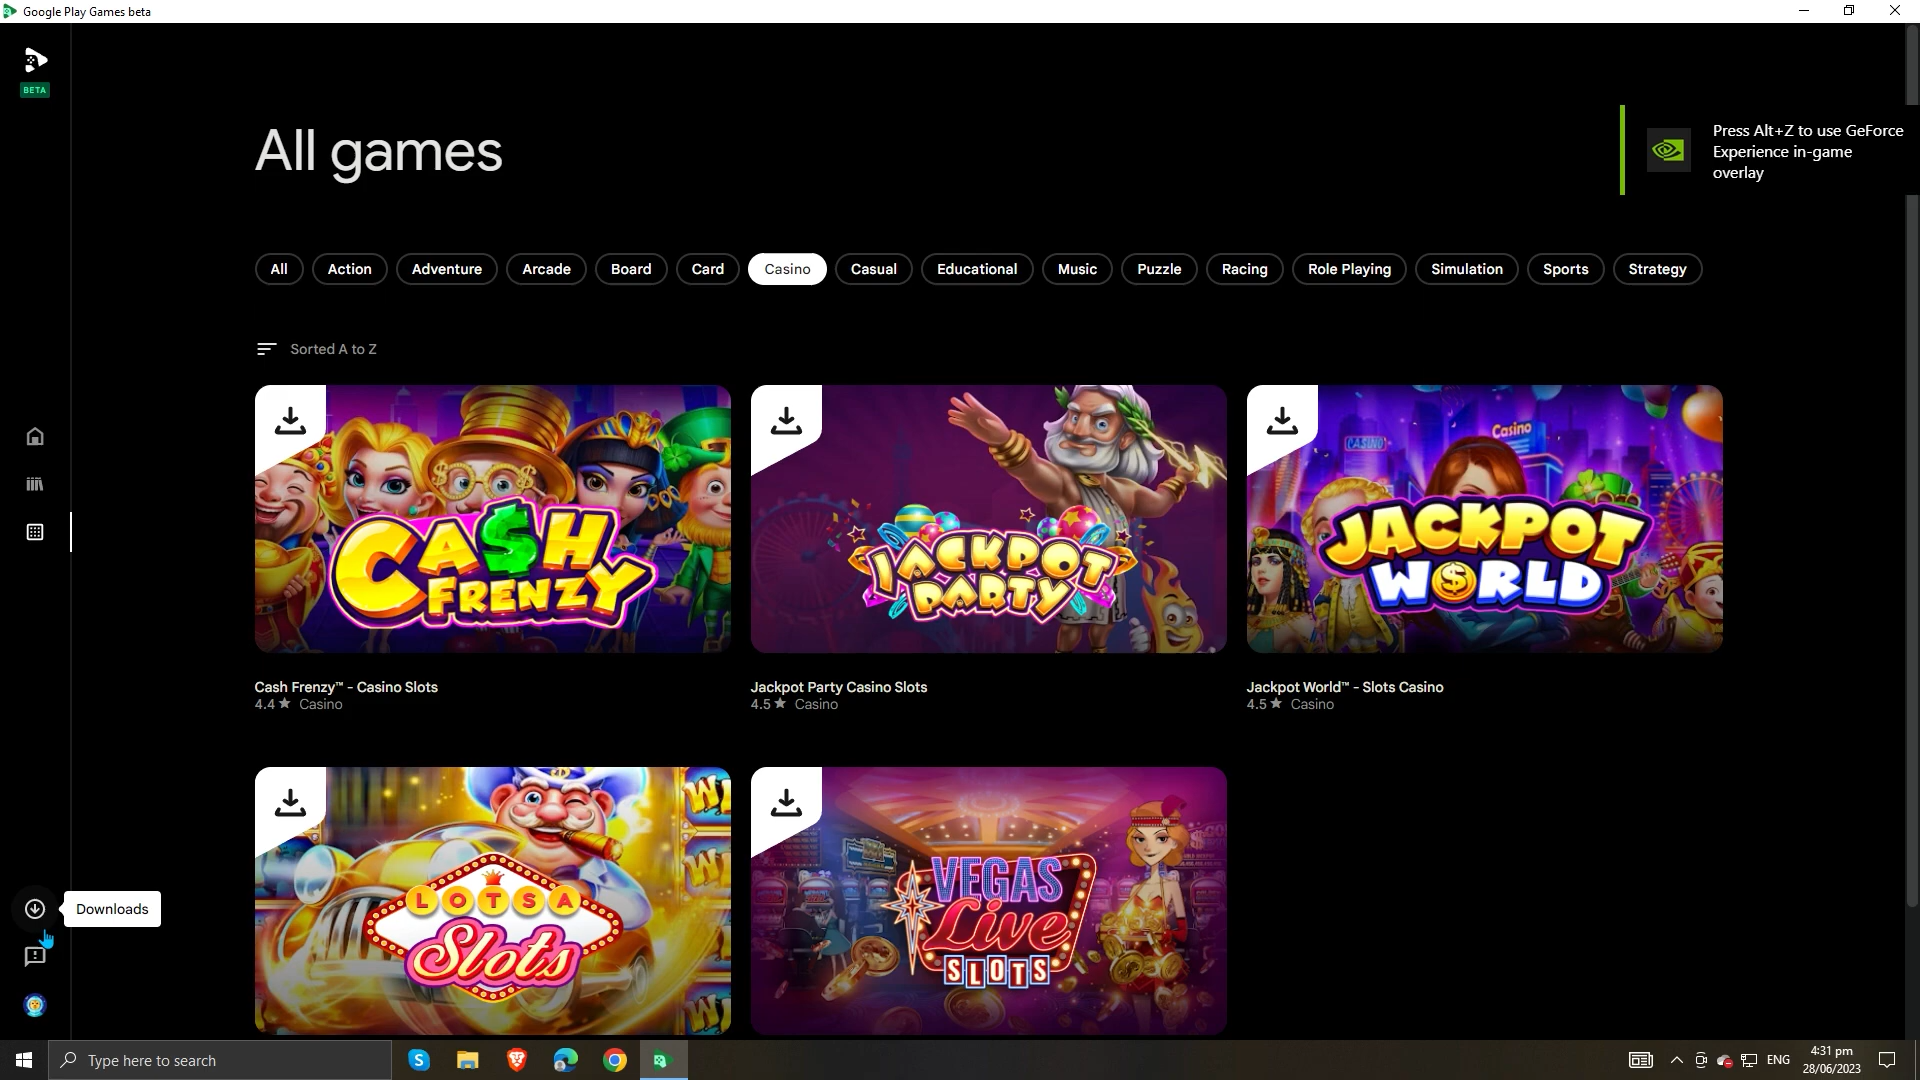 Google Play Games beta
BETA
All games
Press Alt+Z to use GeForce
Experience in-game
overlay
All Action Adventure Arcade Board Card Casino Casual Educational Music Puzzle Racing Role Playing Simulation Sports Strategy
Sorted A to Z
CA$H
FRENZY
JACKPOT
PARTY
CASINO
Casino
JACKPOT
WORLD
Cash Frenzy™ - Casino Slots
4.4 ★ Casino
Jackpot Party Casino Slots
4.5 ★ Casino
Jackpot World™ - Slots Casino
4.5 ★ Casino
LOTSA
Slots
VEGAS
Live
SLOTS
Downloads
Type here to search
ENG
4:31 pm
28/06/2023